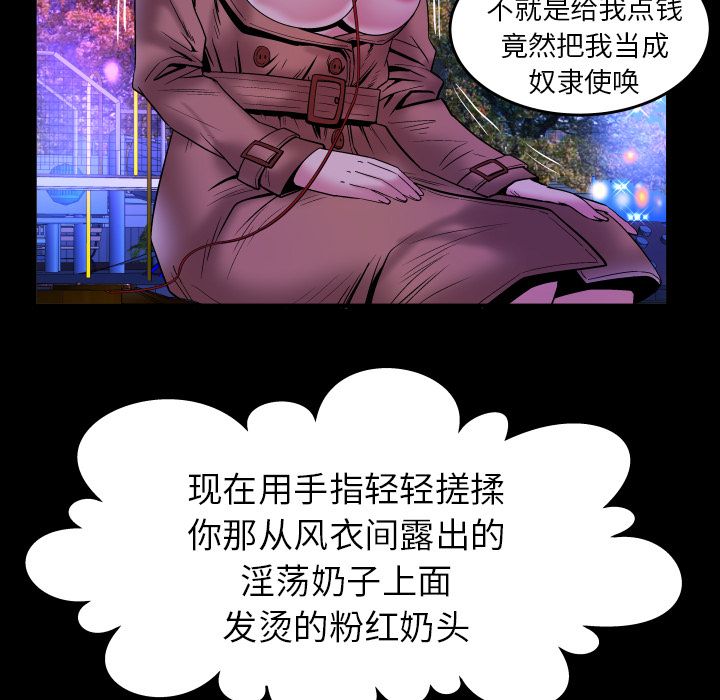 不就是给我点钱
竟然把我当成
奴隶使唤
现在用手指轻轻搓揉
你那从风衣间露出的
淫荡奶子上面
发烫的粉红奶头